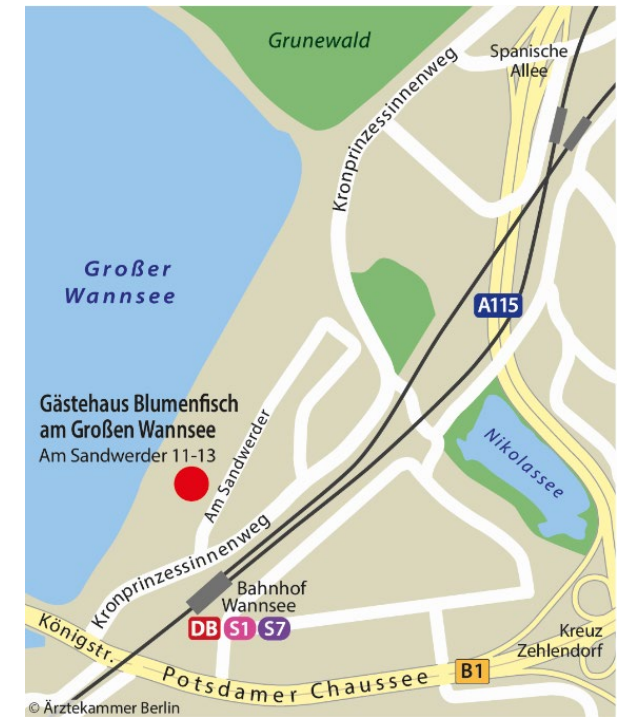 Grunewald
Spanische
Allee
Kronprinzessinnenweg
Großer
Wannsee
A115
Gästehaus Blumenfisch
am Großen Wannsee
Am Sandwerder 11-13
Am Sandwerder
Nikolassee
Kronprinzessinnenweg
Bahnhof
Wannsee
DB S1 S7
Königstr.
Potsdamer Chaussee
B1
Kreuz
Zehlendorf
© Ärztekammer Berlin